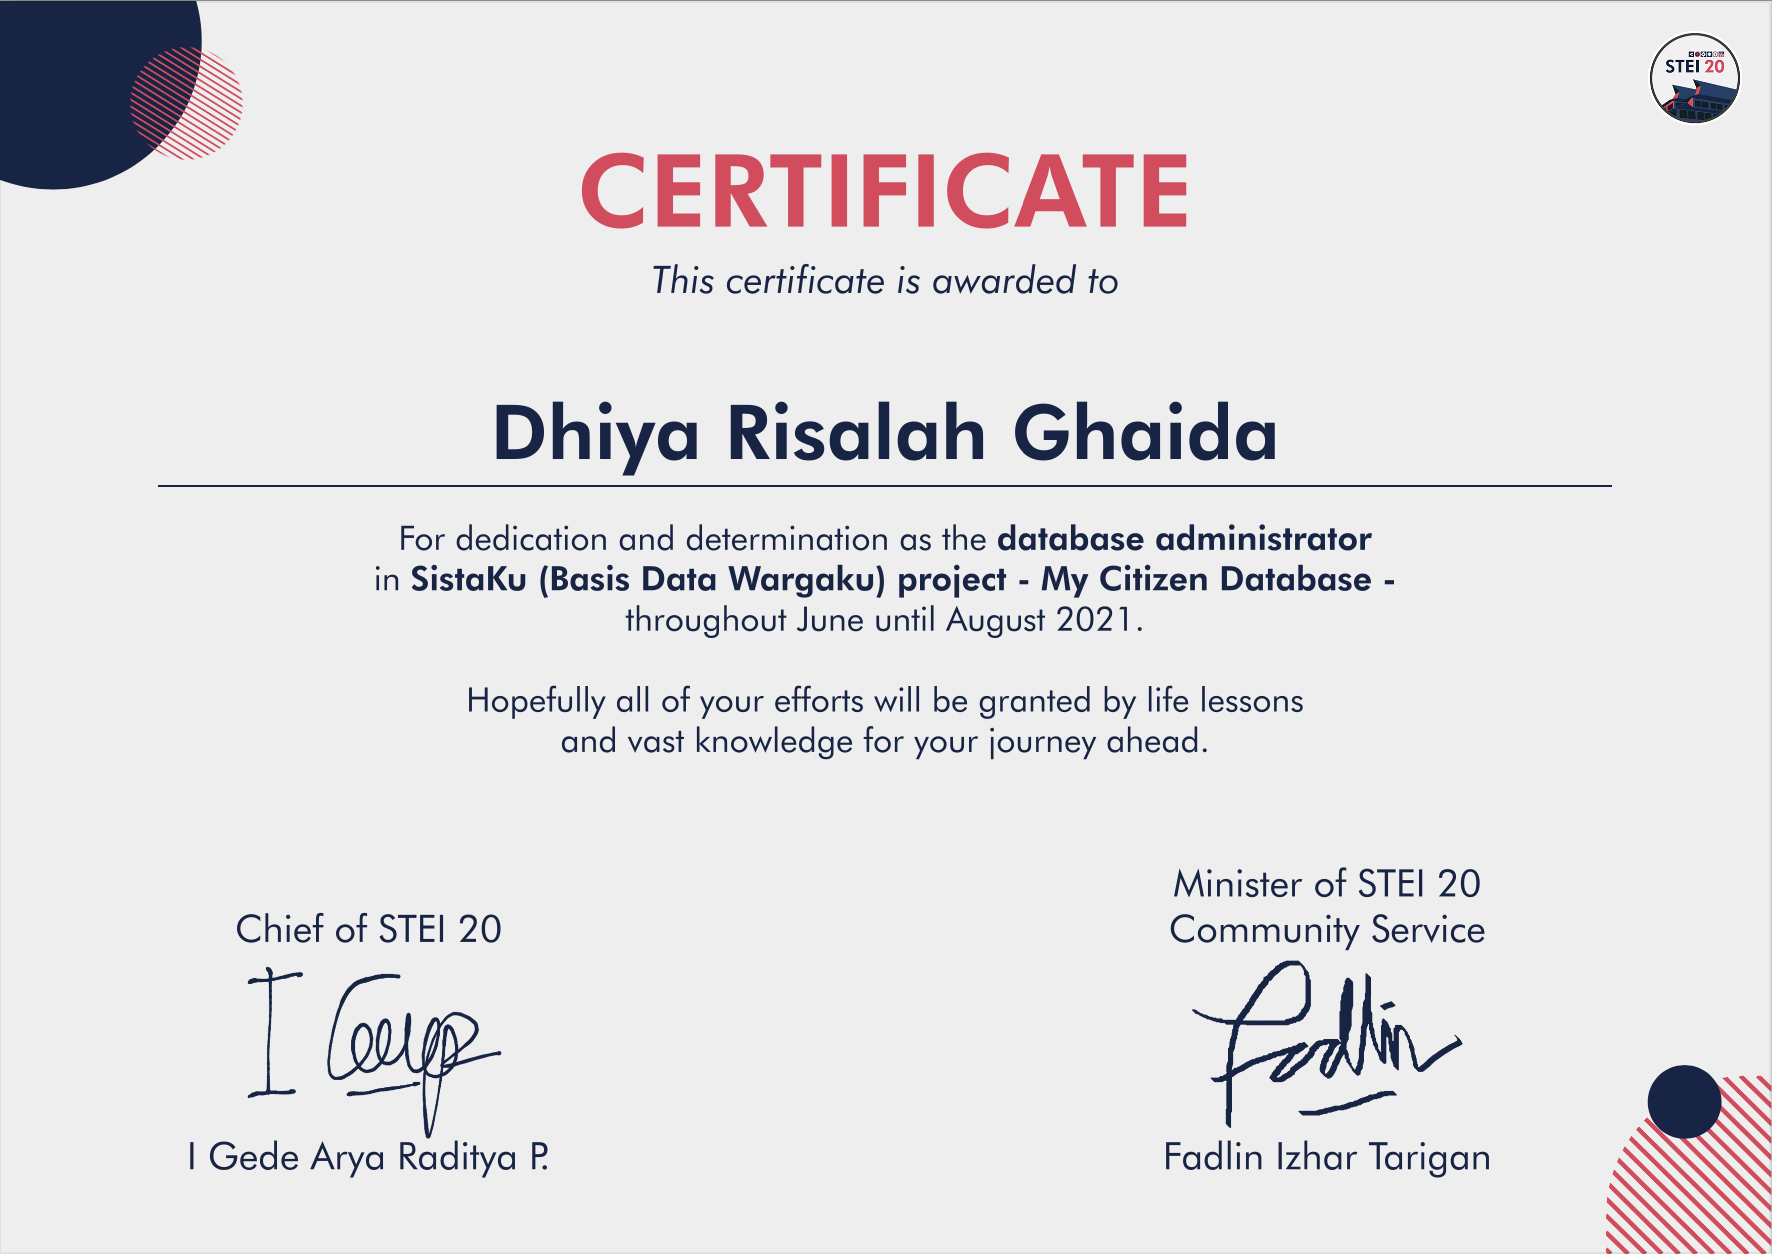 STEI 20
CERTIFICATE
This certificate is awarded to
Dhiya Risalah Ghaida
For dedication and determination as the database administrator
in SistaKu (Basis Data Wargaku) project - My Citizen Database -
throughout June until August 2021.
Hopefully all of your efforts will be granted by life lessons
and vast knowledge for your journey ahead.
Chief of STEI 20
I Gede Arya Raditya P.
Minister of STEI 20
Community Service
Fadlin
Fadlin Izhar Tarigan